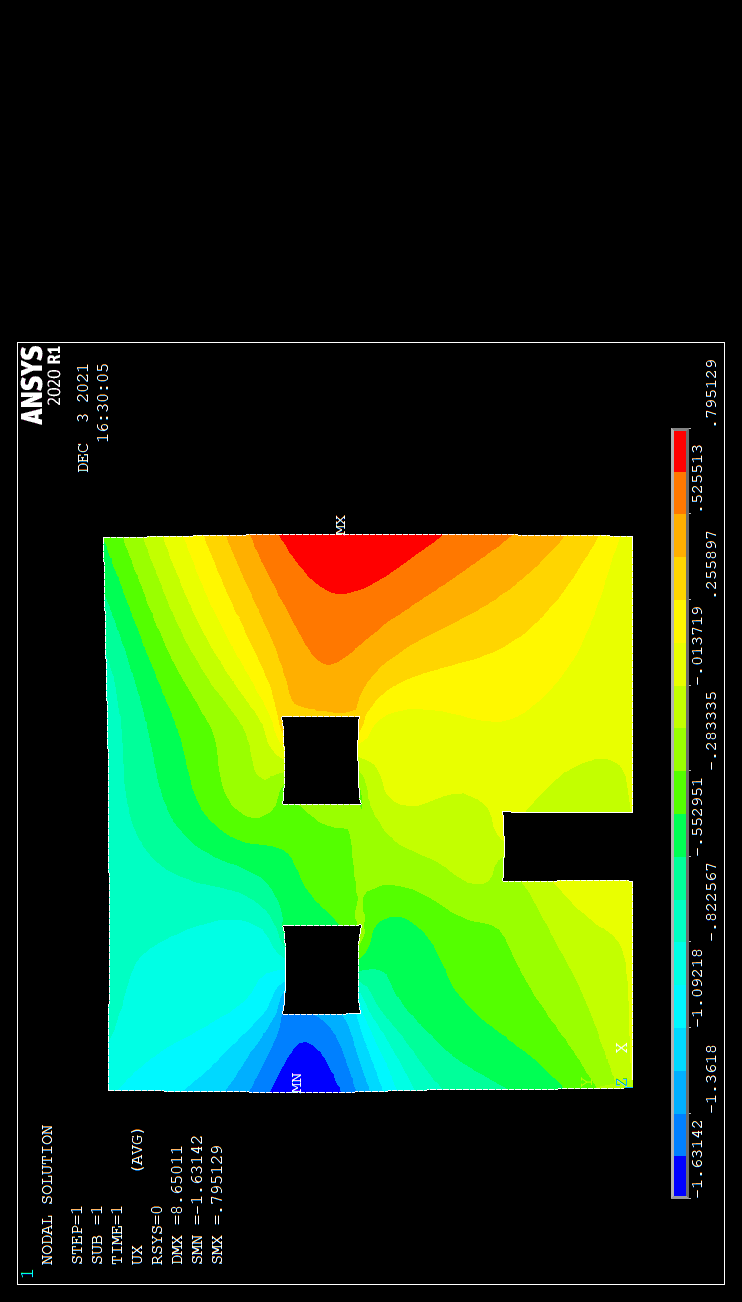 1
NODAL SOLUTION
STEP=1
SUB =1
TIME=1
UX (AVG)
RSYS=0
DMX =8.65011
SMN =-1.63142
SMX =.795129
ANSYS
2020 R1
DEC 3 2021
16:30:05
MN
MX
Y
Z X
-1.63142
-1.3618
-1.09218
-.822567
-.552951
-.283335
-.013719
.255897
.525513
.795129